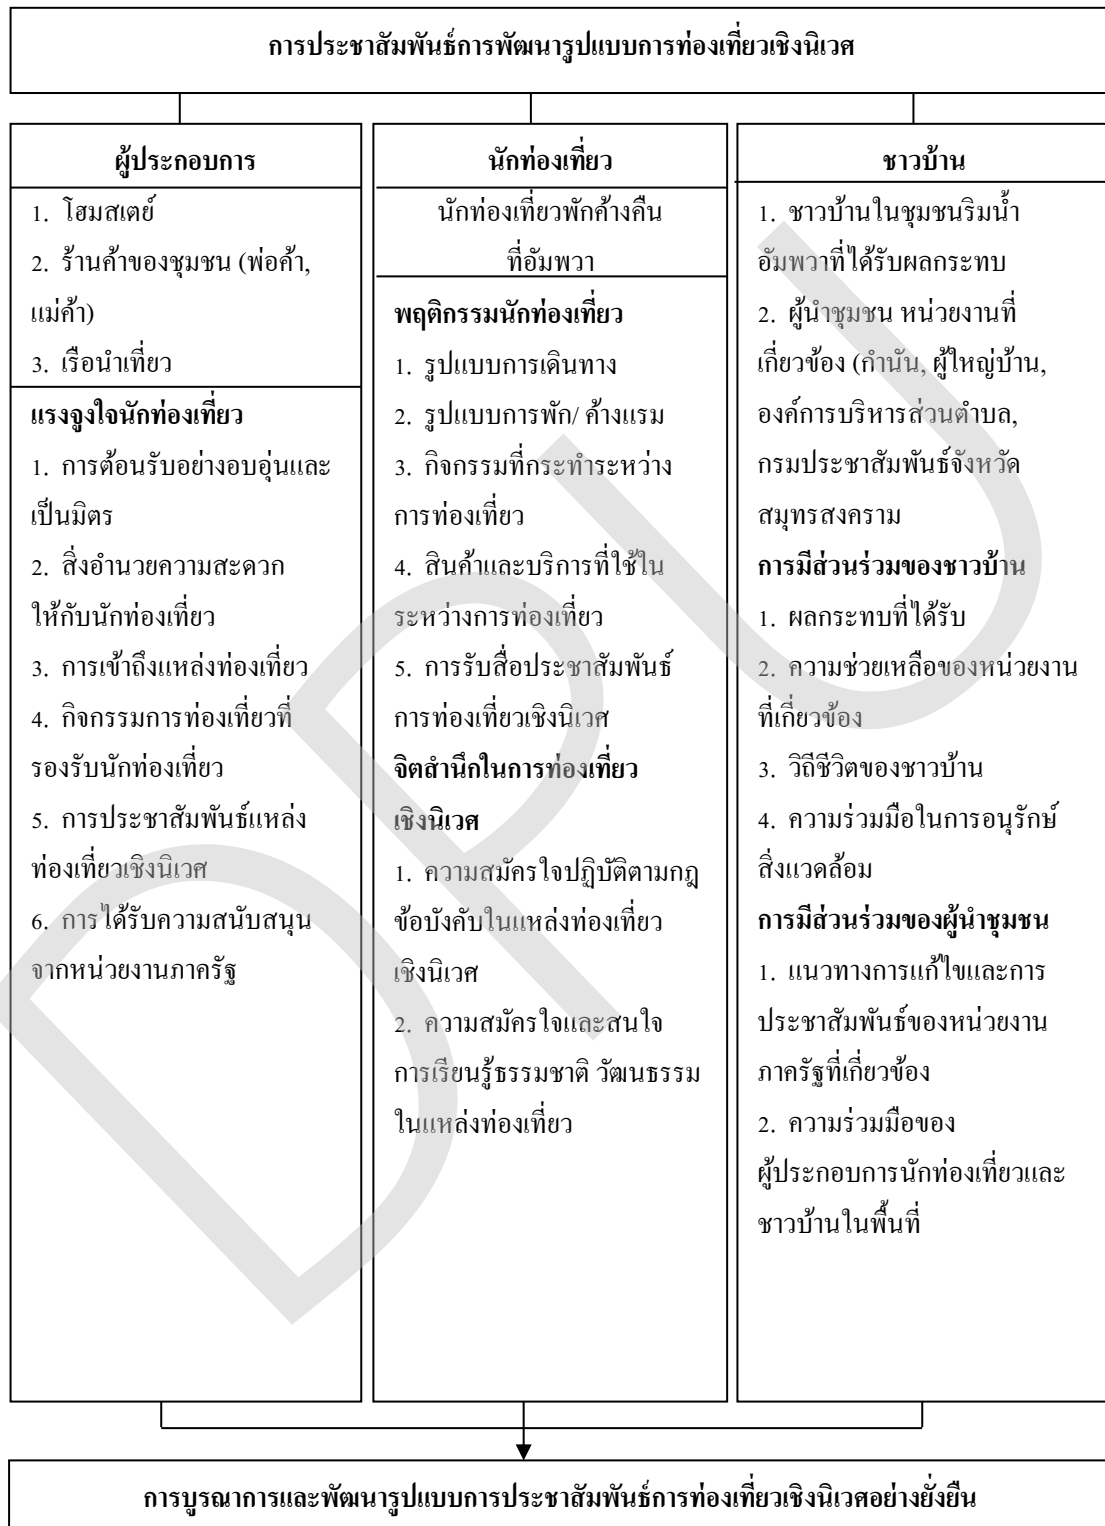 การประชาสัมพันธ์การพัฒนารูปแบบการท่องเที่ยวเชิงนิเวศ
ผู้ประกอบการ
1. โฮมสเตย์
2. ร้านค้าของชุมชน (พ่อค้า,
แม่ค้า)
3. เรือนำเที่ยว
แรงจูงใจนักท่องเที่ยว
1. การต้อนรับอย่างอบอุ่นและ
เป็นมิตร
2. สิ่งอำนวยความสะดวก
ให้กับนักท่องเที่ยว
3. การเข้าถึงแหล่งท่องเที่ยว
4. กิจกรรมการท่องเที่ยวที่
รองรับนักท่องเที่ยว
5. การประชาสัมพันธ์แหล่ง
ท่องเที่ยวเชิงนิเวศ
6. การได้รับความสนับสนุน
จากหน่วยงานภาครัฐ
นักท่องเที่ยว
นักท่องเที่ยวพักค้างคืน
ที่อัมพวา
พฤติกรรมนักท่องเที่ยว
1. รูปแบบการเดินทาง
2. รูปแบบการพัก/ ค้างแรม
3. กิจกรรมที่กระทำระหว่าง
การท่องเที่ยว
4. สินค้าและบริการที่ใช้ใน
ระหว่างการท่องเที่ยว
5. การรับสื่อประชาสัมพันธ์
การท่องเที่ยวเชิงนิเวศ
จิตสำนึกในการท่องเที่ยว
เชิงนิเวศ
1. ความสมัครใจปฏิบัติตามกฎ
ข้อบังคับในแหล่งท่องเที่ยว
เชิงนิเวศ
2. ความสมัครใจและสนใจ
การเรียนรู้ธรรมชาติ วัฒนธรรม
ในแหล่งท่องเที่ยว
ชาวบ้าน
1. ชาวบ้านในชุมชนริมน้ำ
อัมพวาที่ได้รับผลกระทบ
2. ผู้นำชุมชน หน่วยงานที่
เกี่ยวข้อง (กำนัน, ผู้ใหญ่บ้าน,
องค์การบริหารส่วนตำบล,
กรมประชาสัมพันธ์จังหวัด
สมุทรสงคราม
การมีส่วนร่วมของชาวบ้าน
1. ผลกระทบที่ได้รับ
2. ความช่วยเหลือของหน่วยงาน
ที่เกี่ยวข้อง
3. วิถีชีวิตของชาวบ้าน
4. ความร่วมมือในการอนุรักษ์
สิ่งแวดล้อม
การมีส่วนร่วมของผู้นำชุมชน
1. แนวทางการแก้ไขและการ
ประชาสัมพันธ์ของหน่วยงาน
ภาครัฐที่เกี่ยวข้อง
2. ความร่วมมือของ
ผู้ประกอบการนักท่องเที่ยวและ
ชาวบ้านในพื้นที่
การบูรณาการและพัฒนารูปแบบการประชาสัมพันธ์การท่องเที่ยวเชิงนิเวศอย่างยั่งยืน
DPU